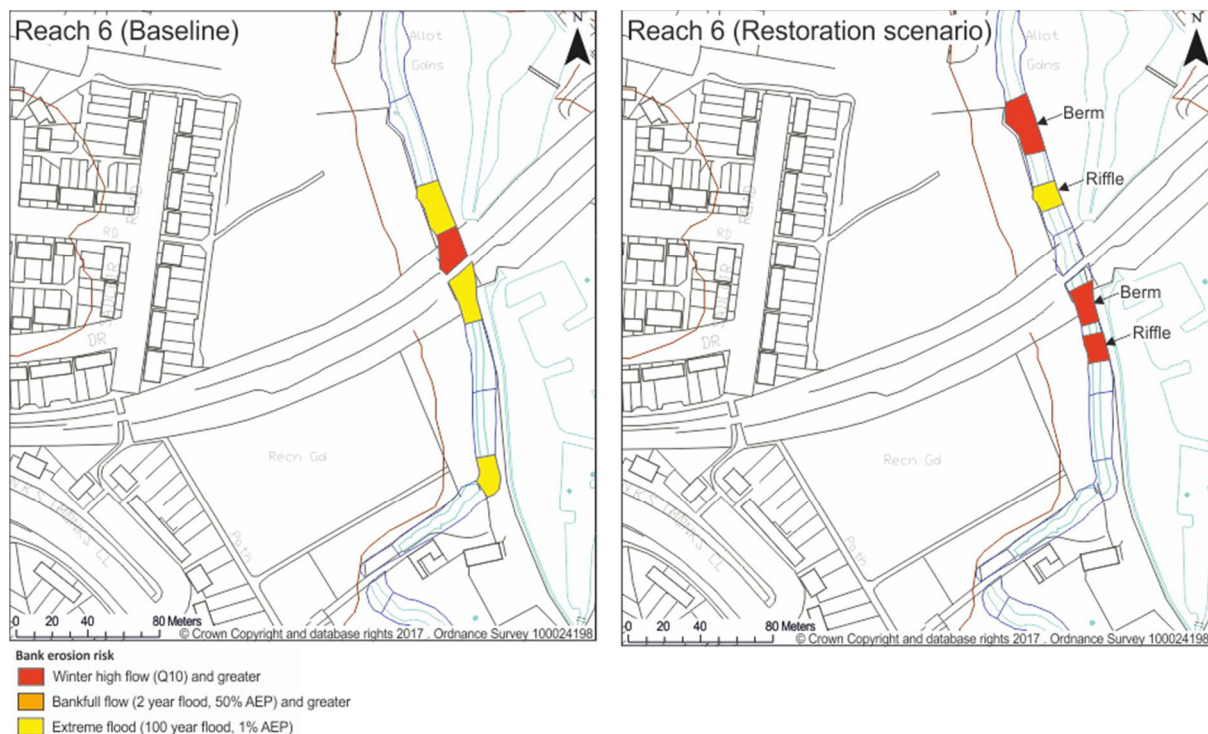 Reach 6 (Baseline)
N
Allot
Gdns
ROAD
RD
DR
Recn Gd
Path
0 20 40 80 Meters
© Crown Copyright and database rights 2017 . Ordnance Survey 100024198
Reach 6 (Restoration scenario)
N
Allot
Gdns
Berm
Riffle
Berm
Riffle
ROAD
RD
DR
Recn Gd
Path
0 20 40 80 Meters
© Crown Copyright and database rights 2017 . Ordnance Survey 100024198
Bank erosion risk
Winter high flow (Q10) and greater
Bankfull flow (2 year flood, 50% AEP) and greater
Extreme flood (100 year flood, 1% AEP)